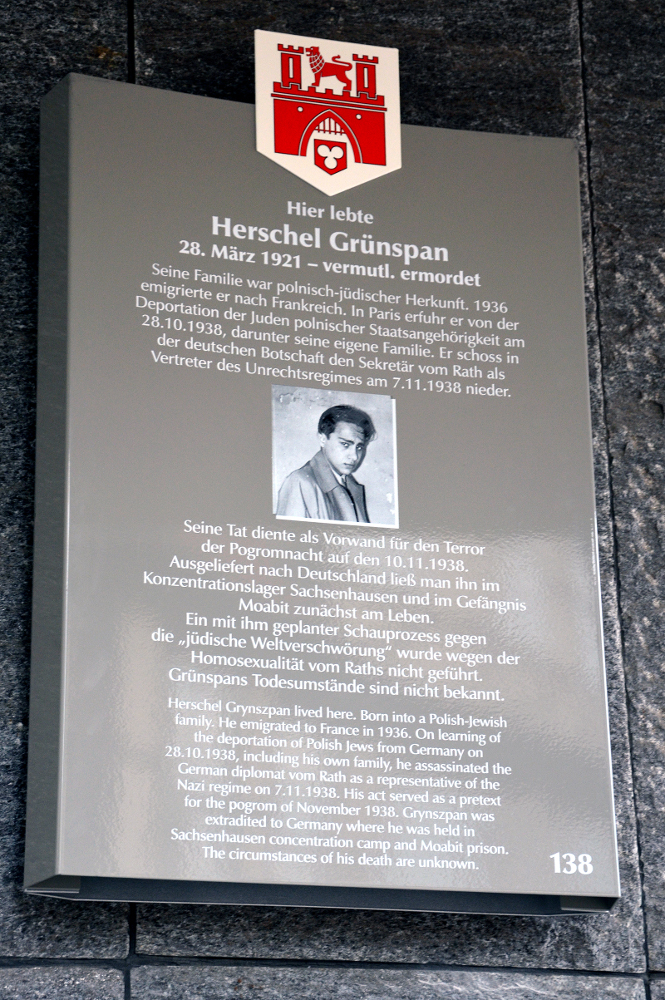 Hier lebte
Herschel Grünspan
28. März 1921 – vermutl. ermordet
Seine Familie war polnisch-jüdischer Herkunft. 1936
emigrierte er nach Frankreich. In Paris erfuhr er von der
Deportation der Juden polnischer Staatsangehörigkeit am
28.10.1938, darunter seine eigene Familie. Er schoss in
der deutschen Botschaft den Sekretär vom Rath als
Vertreter des Unrechtsregimes am 7.11.1938 nieder.
Seine Tat diente als Vorwand für den Terror
der Pogromnacht auf den 10.11.1938.
Ausgeliefert nach Deutschland ließ man ihn im
Konzentrationslager Sachsenhausen und im Gefängnis
Moabit zunächst am Leben.
Ein mit ihm geplanter Schauprozess gegen
die „jüdische Weltverschwörung“ wurde wegen der
Homosexualität vom Raths nicht geführt.
Grünspans Todesumstände sind nicht bekannt.
Herschel Grynszpan lived here. Born into a Polish-Jewish
family. He emigrated to France in 1936. On learning of
the deportation of Polish Jews from Germany on
28.10.1938, including his own family, he assassinated the
German diplomat vom Rath as a representative of the
Nazi regime on 7.11.1938. His act served as a pretext
for the pogrom of November 1938. Grynszpan was
extradited to Germany where he was held in
Sachsenhausen concentration camp and Moabit prison.
The circumstances of his death are unknown.
138